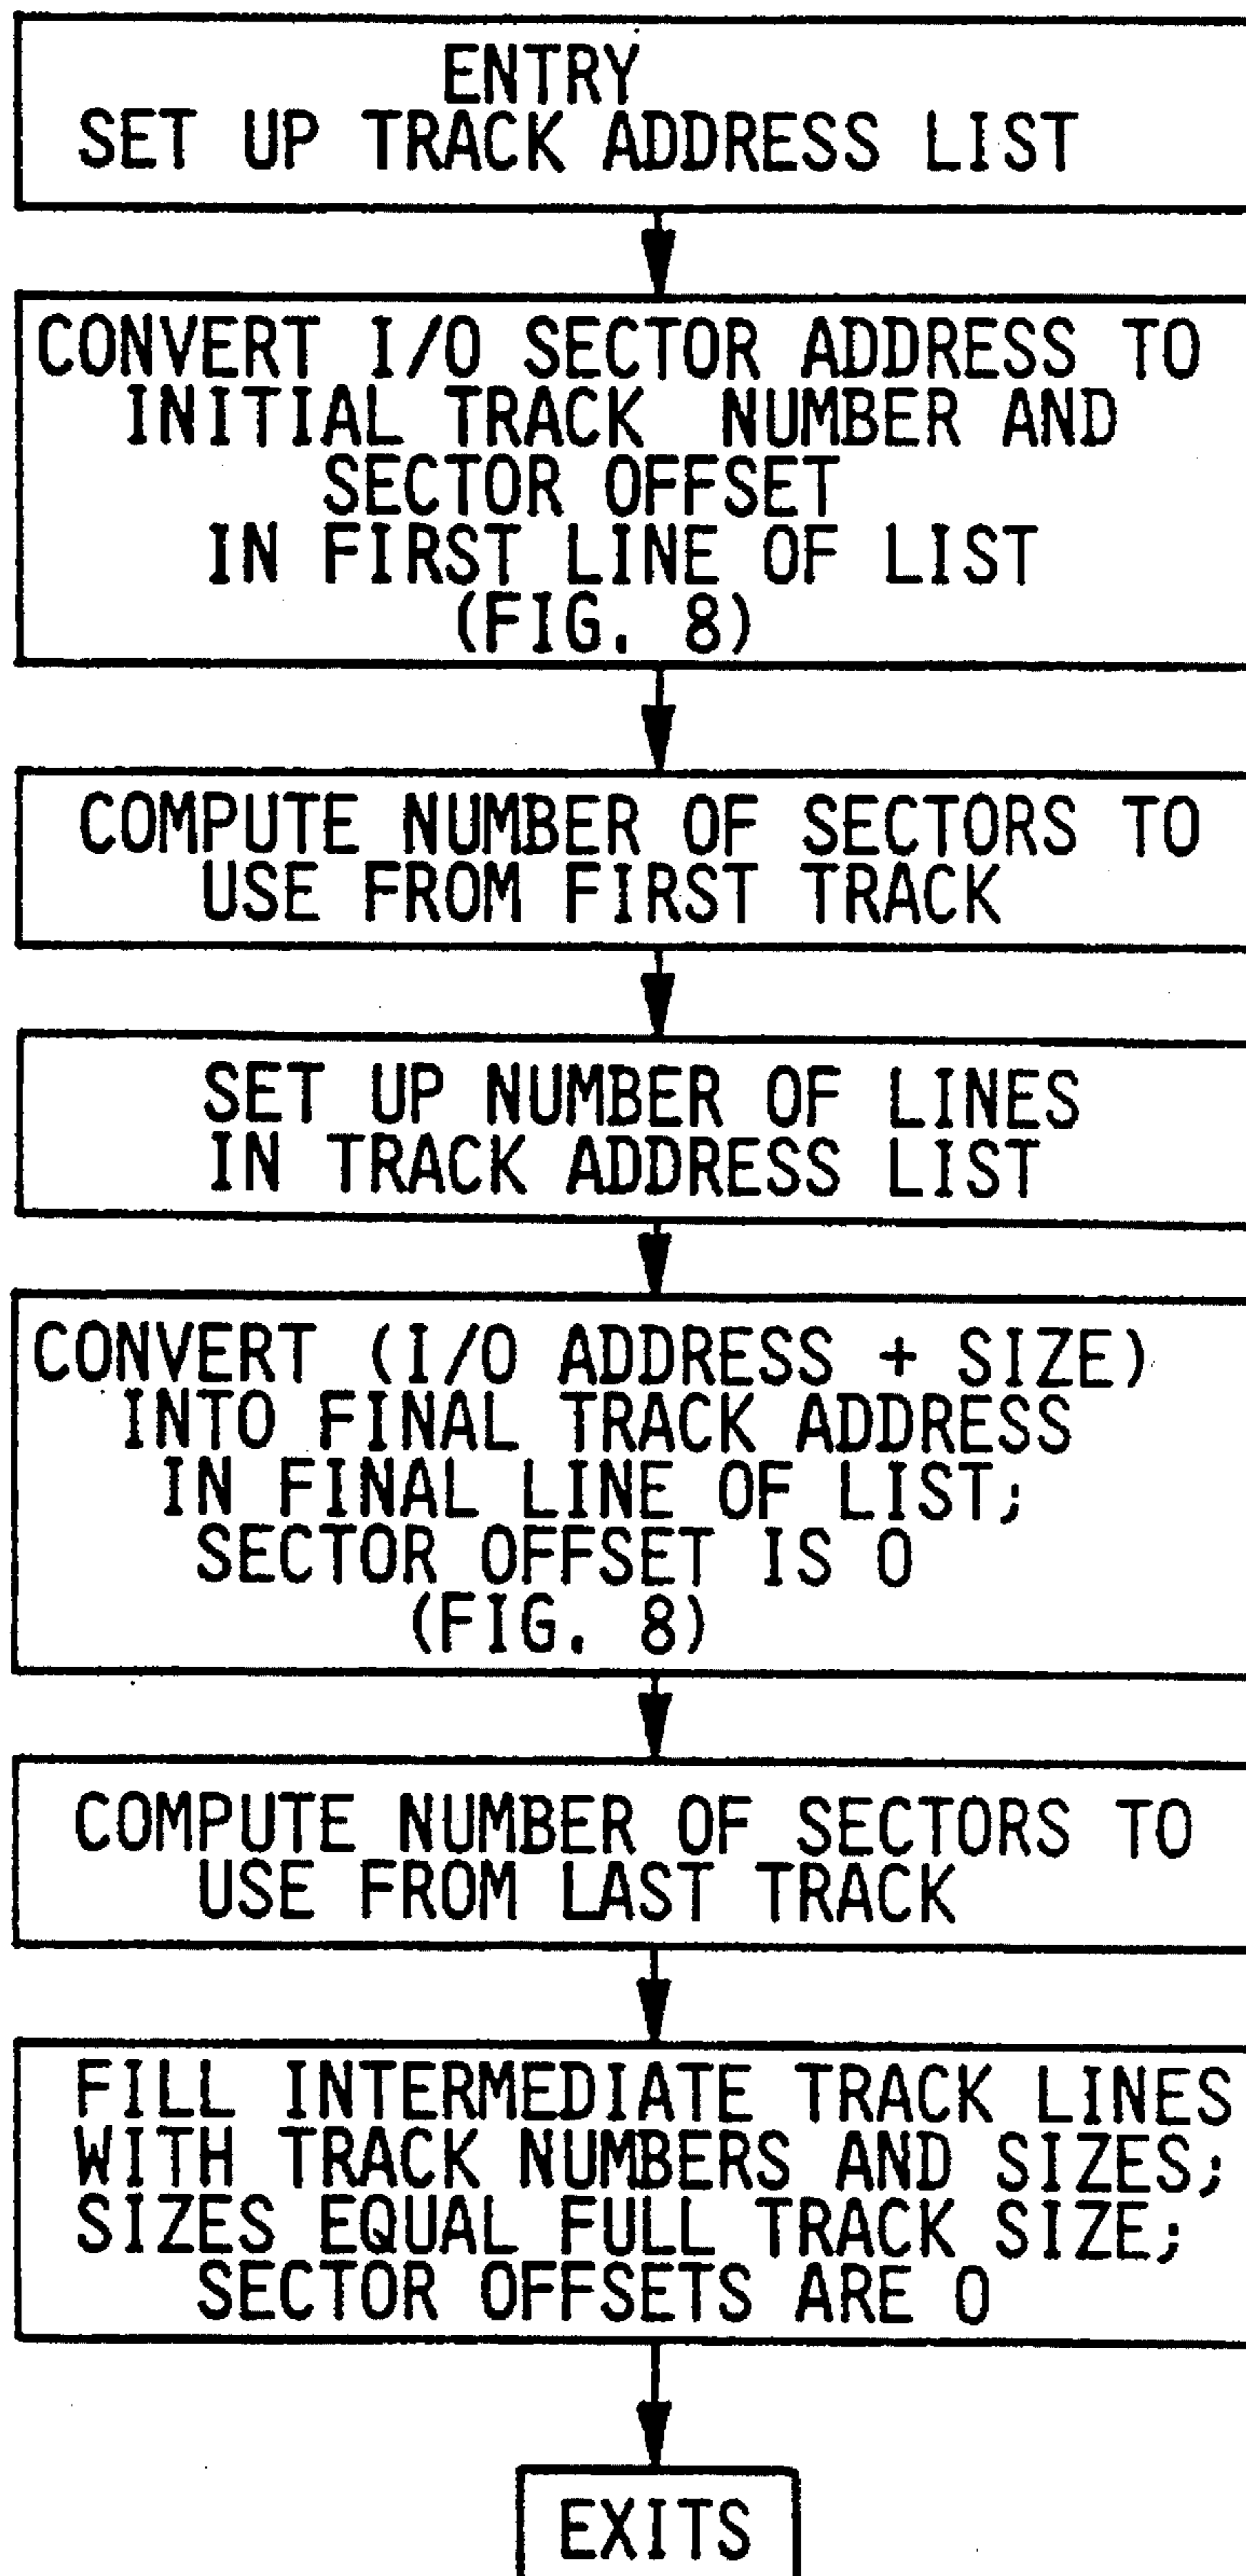 ENTRY
SET UP TRACK ADDRESS LIST
CONVERT I/O SECTOR ADDRESS TO
INITIAL TRACK NUMBER AND
SECTOR OFFSET
IN FIRST LINE OF LIST
(FIG. 8)
COMPUTE NUMBER OF SECTORS TO
USE FROM FIRST TRACK
SET UP NUMBER OF LINES
IN TRACK ADDRESS LIST
CONVERT (I/O ADDRESS + SIZE)
INTO FINAL TRACK ADDRESS
IN FINAL LINE OF LIST;
SECTOR OFFSET IS 0
(FIG. 8)
COMPUTE NUMBER OF SECTORS TO
USE FROM LAST TRACK
FILL INTERMEDIATE TRACK LINES
WITH TRACK NUMBERS AND SIZES;
SIZES EQUAL FULL TRACK SIZE;
SECTOR OFFSETS ARE 0
EXITS